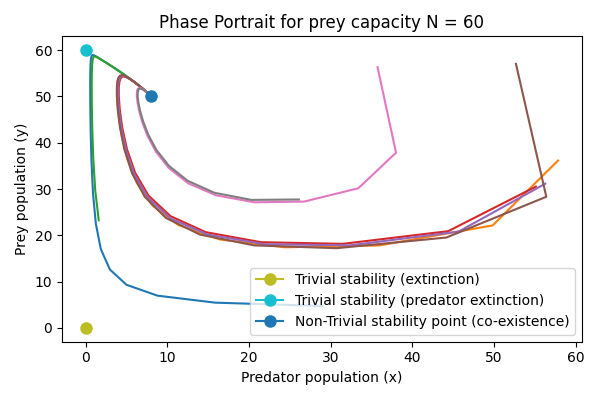 Phase Portrait for prey capacity N = 60
Prey population (y)
60
50
40
30
20
10
0
Trivial stability (extinction)
Trivial stability (predator extinction)
Non-Trivial stability point (co-existence)
0 10 20 30 40 50 60
Predator population (x)